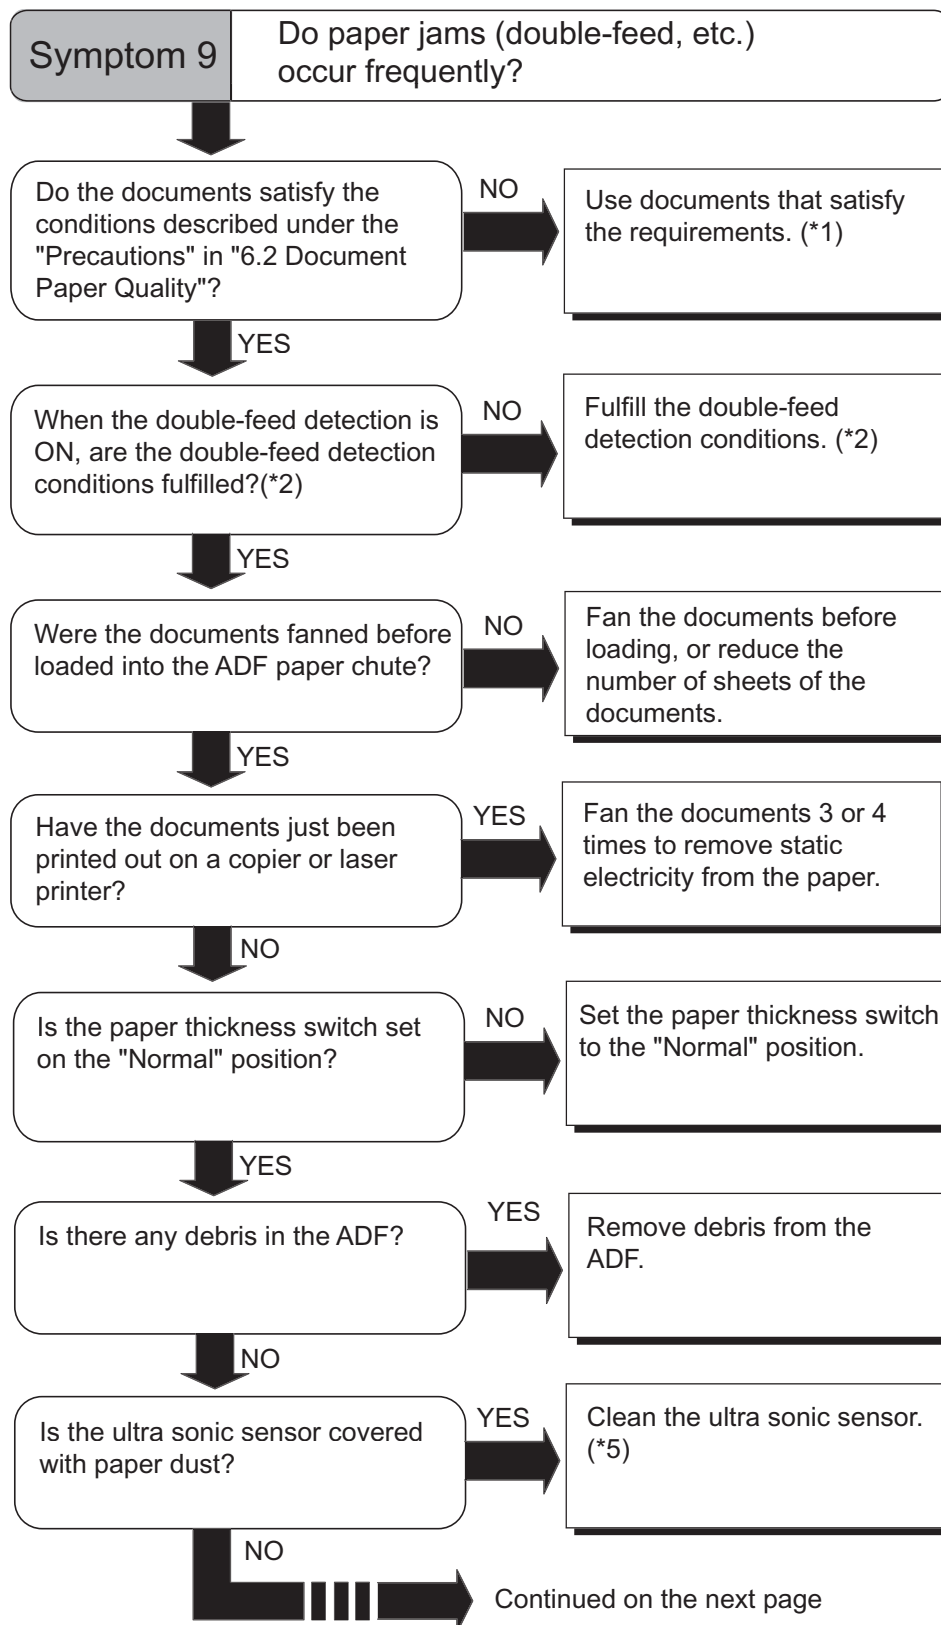 Symptom 9
Do paper jams (double-feed, etc.)
occur frequently?
Do the documents satisfy the
conditions described under the
"Precautions" in "6.2 Document
Paper Quality"?
NO
Use documents that satisfy
the requirements. (*1)
YES
When the double-feed detection is
ON, are the double-feed detection
conditions fulfilled?(*2)
NO
Fulfill the double-feed
detection conditions. (*2)
YES
Were the documents fanned before
loaded into the ADF paper chute?
NO
Fan the documents before
loading, or reduce the
number of sheets of the
documents.
YES
Have the documents just been
printed out on a copier or laser
printer?
YES
Fan the documents 3 or 4
times to remove static
electricity from the paper.
NO
Is the paper thickness switch set
on the "Normal" position?
NO
Set the paper thickness switch
to the "Normal" position.
YES
Is there any debris in the ADF?
YES
Remove debris from the
ADF.
NO
Is the ultra sonic sensor covered
with paper dust?
YES
Clean the ultra sonic sensor.
(*5)
NO
Continued on the next page